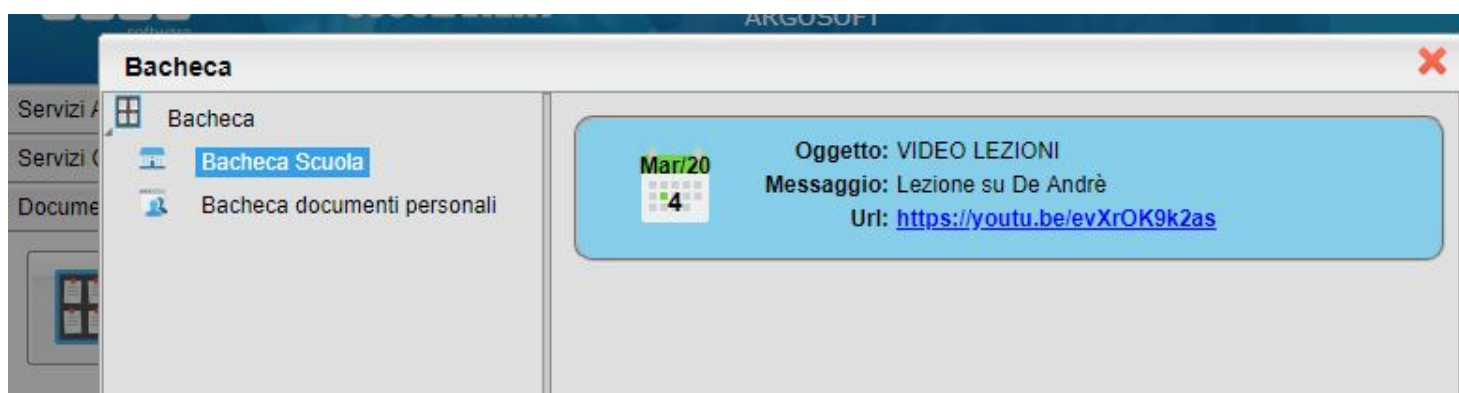 software
ARGOSOFT
Bacheca
Servizi A
Servizi
Docume
Bacheca
Bacheca Scuola
Bacheca documenti personali
Mar/20
4
Oggetto: VIDEO LEZIONI
Messaggio: Lezione su De Andrè
Url: https://youtu.be/evXrOK9k2as